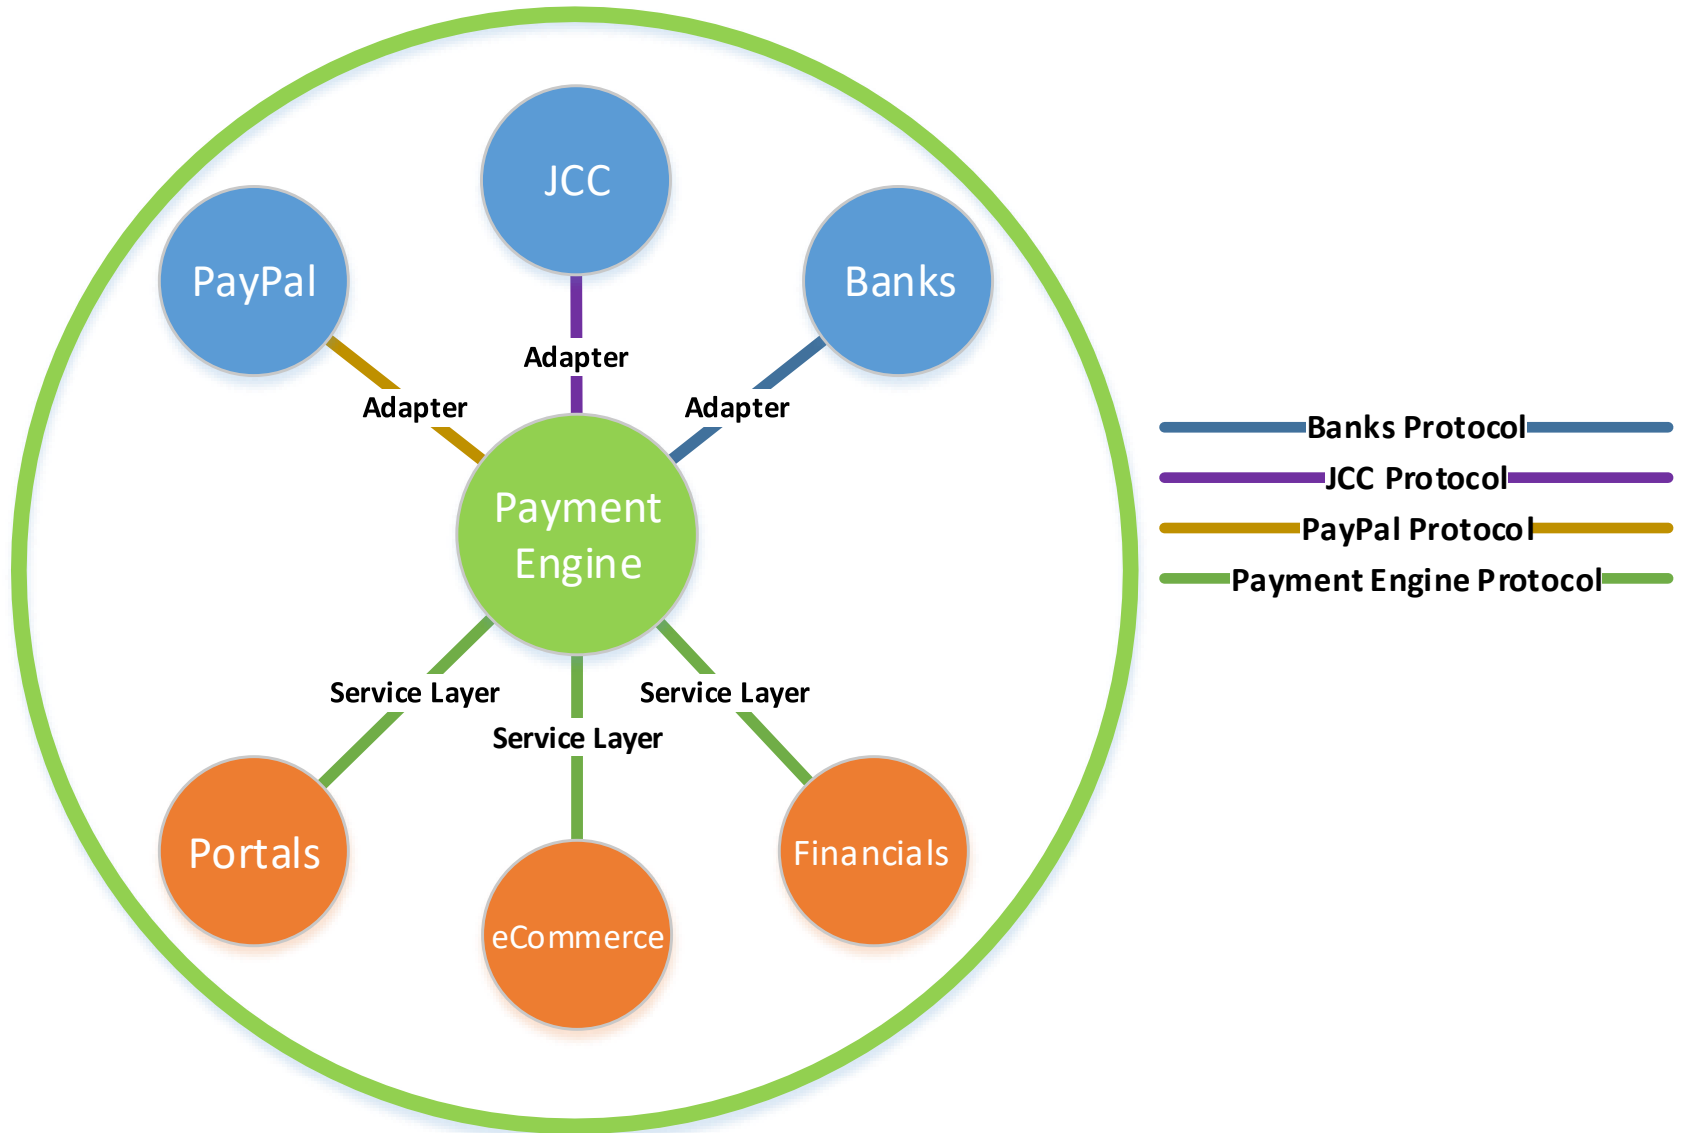 JCC
PayPal
Banks
Adapter
Adapter
Adapter
Banks Protocol
JCC Protocol
PayPal Protocol
Payment Engine Protocol
Payment
Engine
Service Layer
Service Layer
Service Layer
Portals
Financials
eCommerce